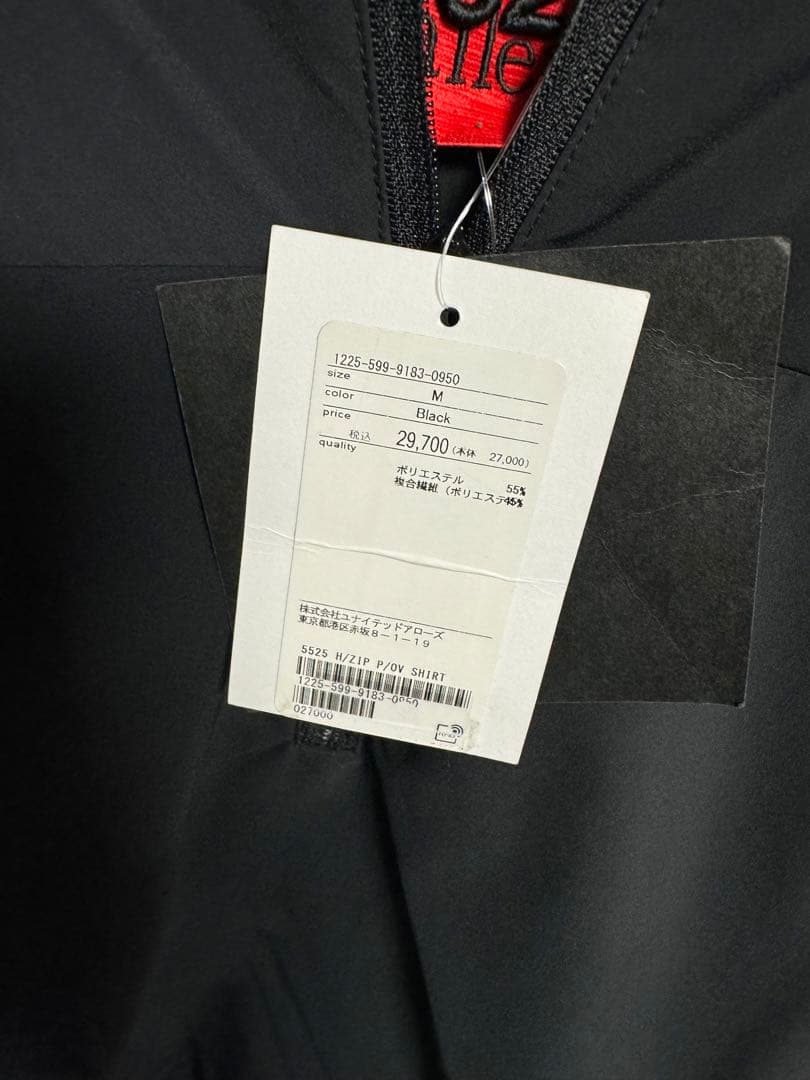 1225-599-9183-0950
size M
color Black
price
税込 29,700 (本体 27,000)
quality
ポリエステル 55%
複合繊維 (ポリエステ45%
株式会社ユナイテッドアローズ
東京都港区赤坂8-1-19
5525 H/ZIP P/OV SHIRT
1225-599-9183-0950
027000